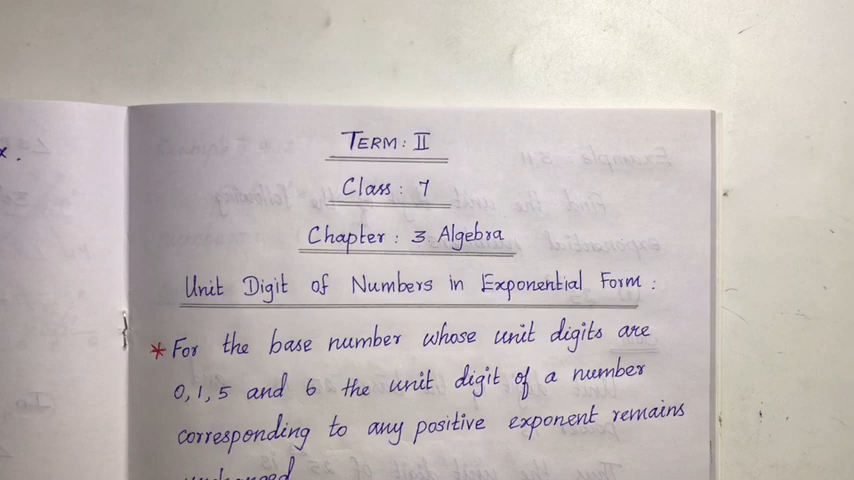 x.
TERM: II
Class: 7
Chapter: 3 Algebra
Unit Digit of Numbers in Exponential Form:
* For the base number whose unit digits are
0, 1, 5 and 6 the unit digit of a number
corresponding to any positive exponent remains
unchanged